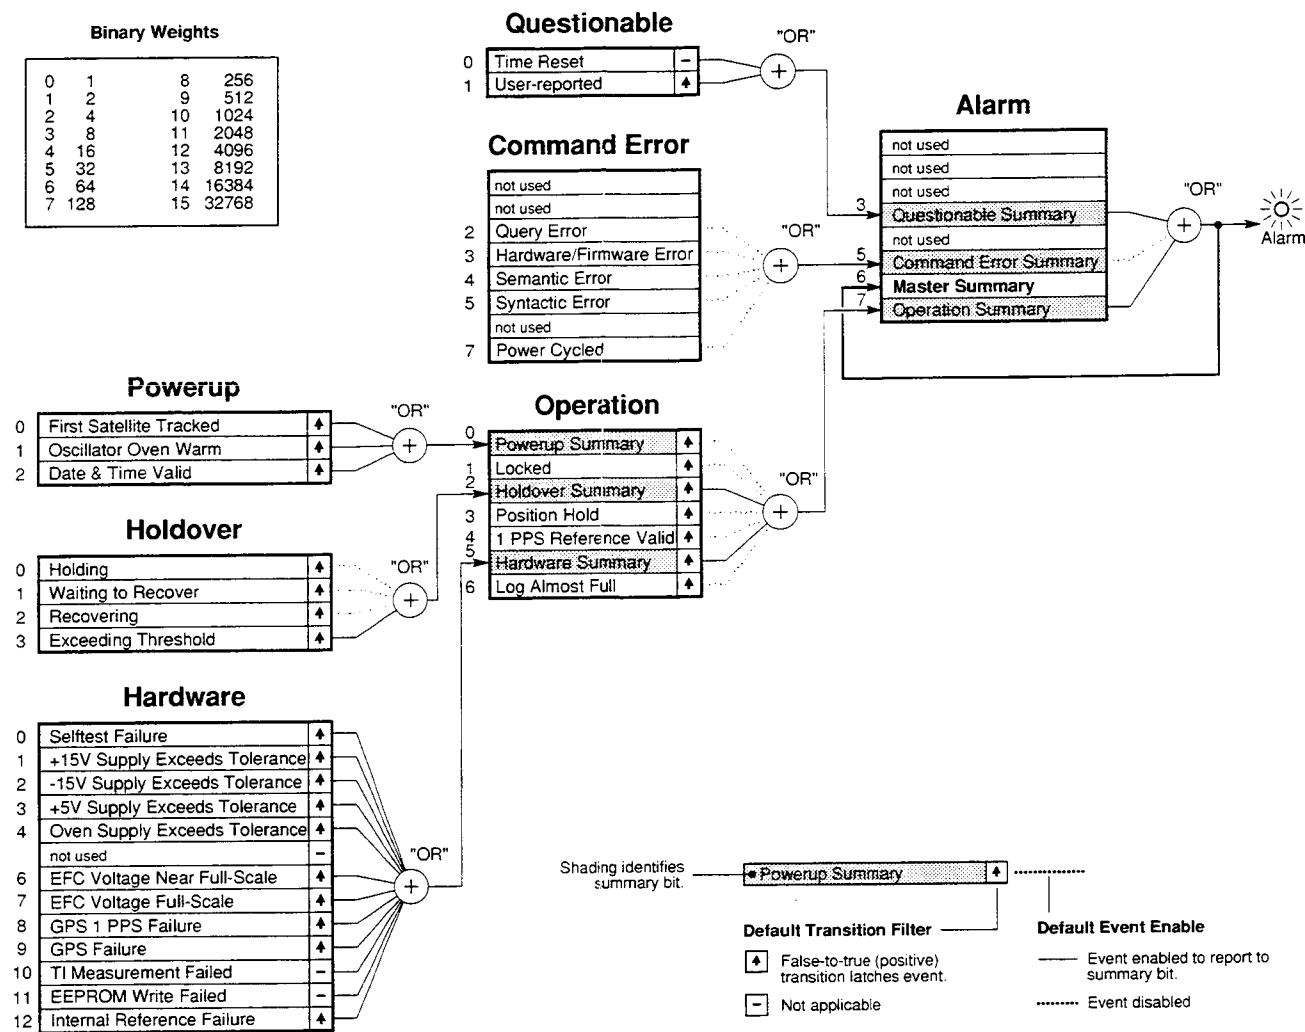 Binary Weights
0 1 8 256
1 2 9 512
2 4 10 1024
3 8 11 2048
4 16 12 4096
5 32 13 8192
6 64 14 16384
7 128 15 32768
Questionable
0 Time Reset -
1 User-reported
"OR"
+
Command Error
not used
not used
2 Query Error
3 Hardware/Firmware Error
4 Semantic Error
5 Syntactic Error
not used
7 Power Cycled
"OR"
+
Alarm
not used
not used
not used
3 Questionable Summary
not used
5 Command Error Summary
6 Master Summary
7 Operation Summary
"OR"
+
Alarm
Powerup
0 First Satellite Tracked
1 Oscillator Oven Warm
2 Date & Time Valid
"OR"
+
Holdover
0 Holding
1 Waiting to Recover
2 Recovering
3 Exceeding Threshold
"OR"
+
Operation
0 Powerup Summary
1 Locked
2 Holdover Summary
3 Position Hold
4 1 PPS Reference Valid
5 Hardware Summary
6 Log Almost Full
"OR"
+
Hardware
0 Selftest Failure
1 +15V Supply Exceeds Tolerance
2 -15V Supply Exceeds Tolerance
3 +5V Supply Exceeds Tolerance
4 Oven Supply Exceeds Tolerance
not used -
6 EFC Voltage Near Full-Scale
7 EFC Voltage Full-Scale
8 GPS 1 PPS Failure
9 GPS Failure
10 TI Measurement Failed -
11 EEPROM Write Failed -
12 Internal Reference Failure
"OR"
+
Shading identifies
summary bit.
Powerup Summary
Default Transition Filter
False-to-true (positive)
transition latches event.
- Not applicable
Default Event Enable
Event enabled to report to
summary bit.
Event disabled